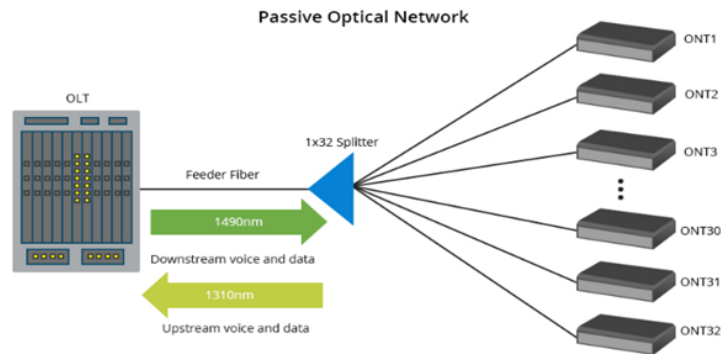 Passive Optical Network
OLT
1x32 Splitter
Feeder Fiber
1490nm
Downstream voice and data
1310nm
Upstream voice and data
ONT1
ONT2
ONT3
ONT30
ONT31
ONT32